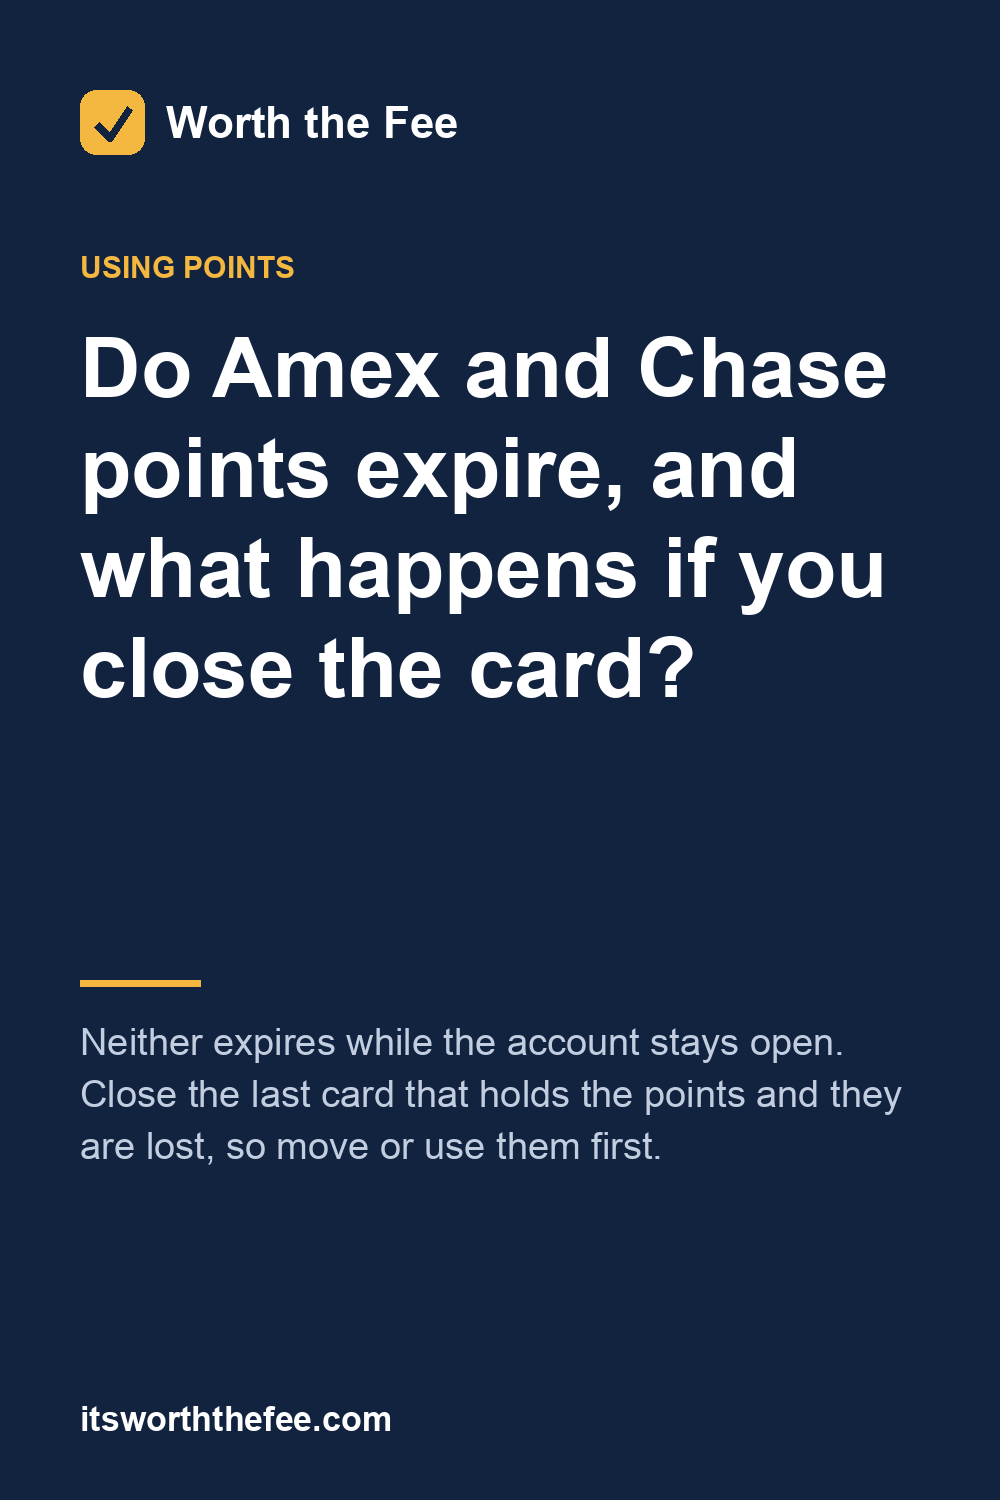 Worth the Fee
USING POINTS
Do Amex and Chase
points expire, and
what happens if you
close the card?
Neither expires while the account stays open.
Close the last card that holds the points and they
are lost, so move or use them first.
itsworththefee.com